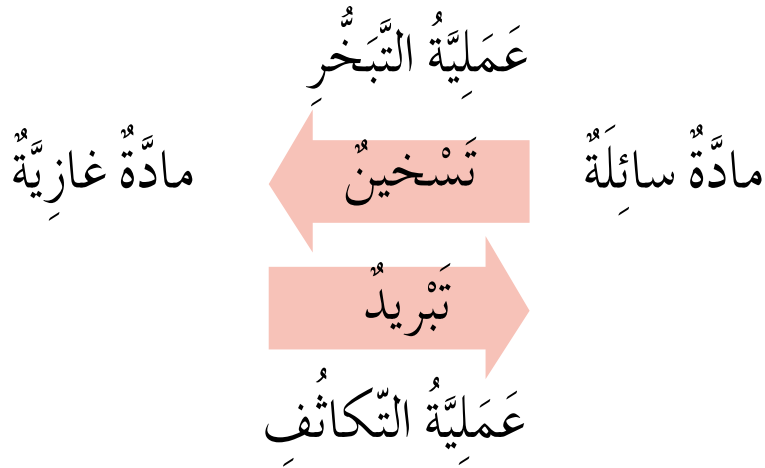 عَمَلِيَّةُ التَّبَخُّرِ
مادَّةٌ سائِلَةٌ
تَسْخينٌ
مادَّةٌ غازِيَّةٌ
تَبْريدٌ
عَمَلِيَّةُ التّكاثُفِ